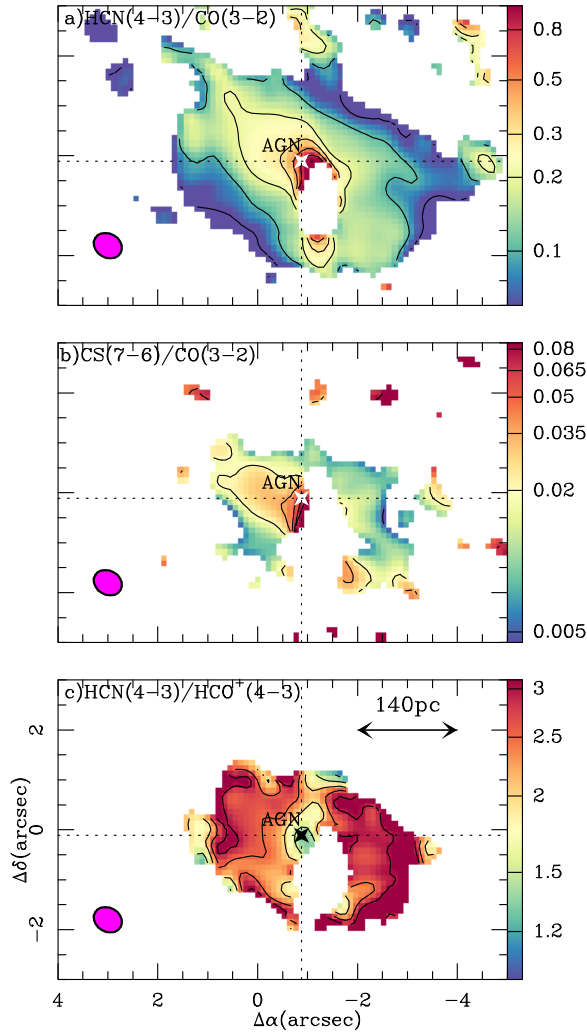 a)HCN(4-3)/CO(3-2)
AGN
0.8
0.5
0.3
0.2
0.1
b)CS(7-6)/CO(3-2)
AGN
0.08
0.065
0.035
0.02
0.005
c)HCN(4-3)/HCO⁺(4-3)
140pc
AGN
3
2.5
2
1.5
1.2
2
0
-2
Δδ(arcsec)
4 2 0 -2 -4
Δα(arcsec)